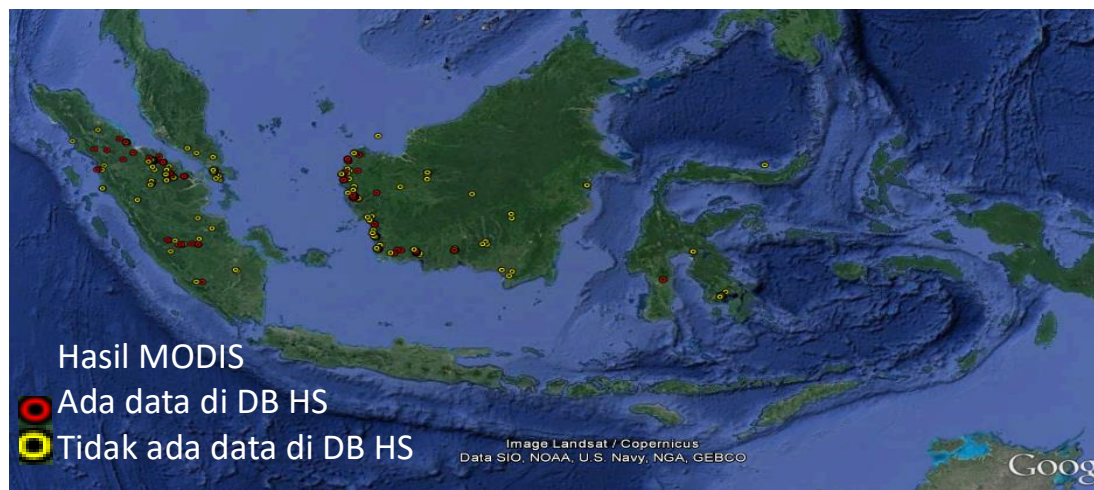 Hasil MODIS
Ada data di DB HS
Tidak ada data di DB HS
Image Landsat / Copernicus
Data SIO, NOAA, U.S. Navy, NGA, GEBCO
Goog